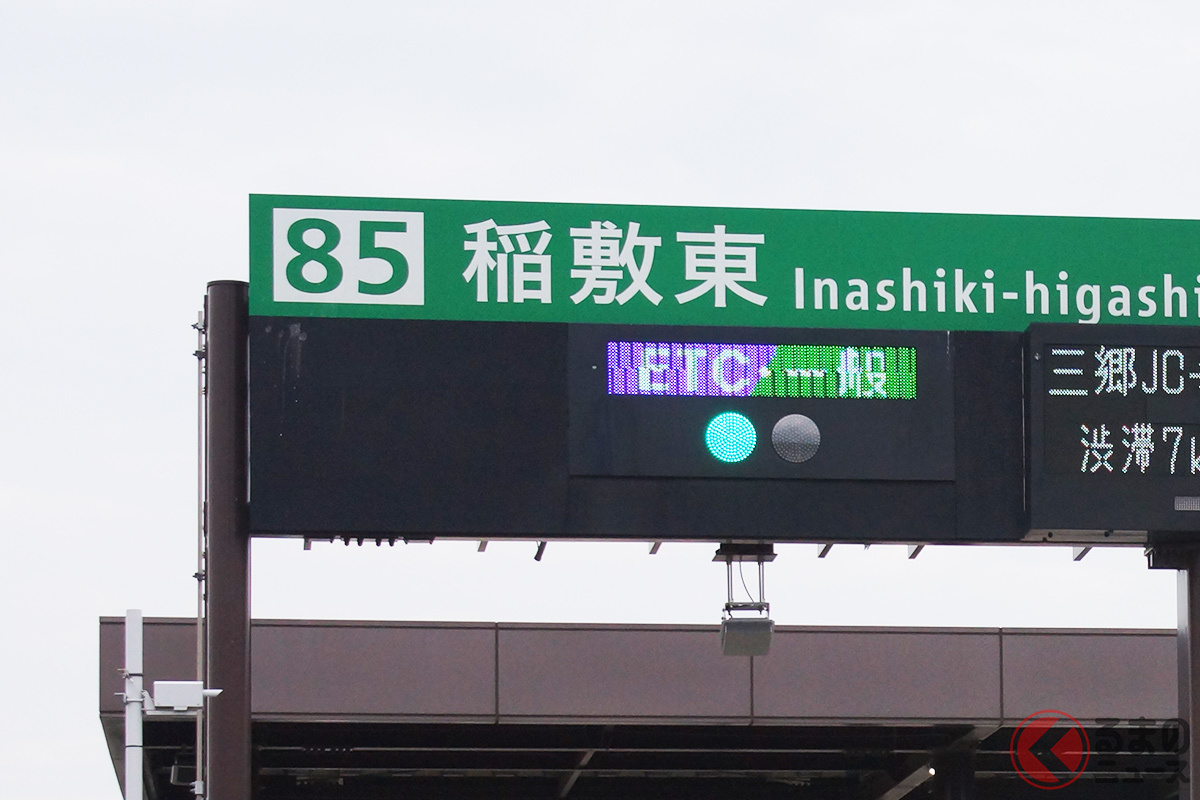 85 稲敷東 Inashiki-higashi
ETC・一般
三郷JC
渋滞7k
くるまの
ニュース